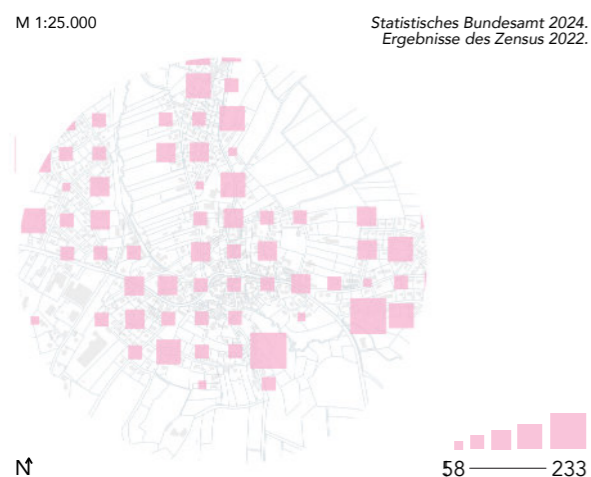 M 1:25.000
Statistisches Bundesamt 2024.
Ergebnisse des Zensus 2022.
N
58
233